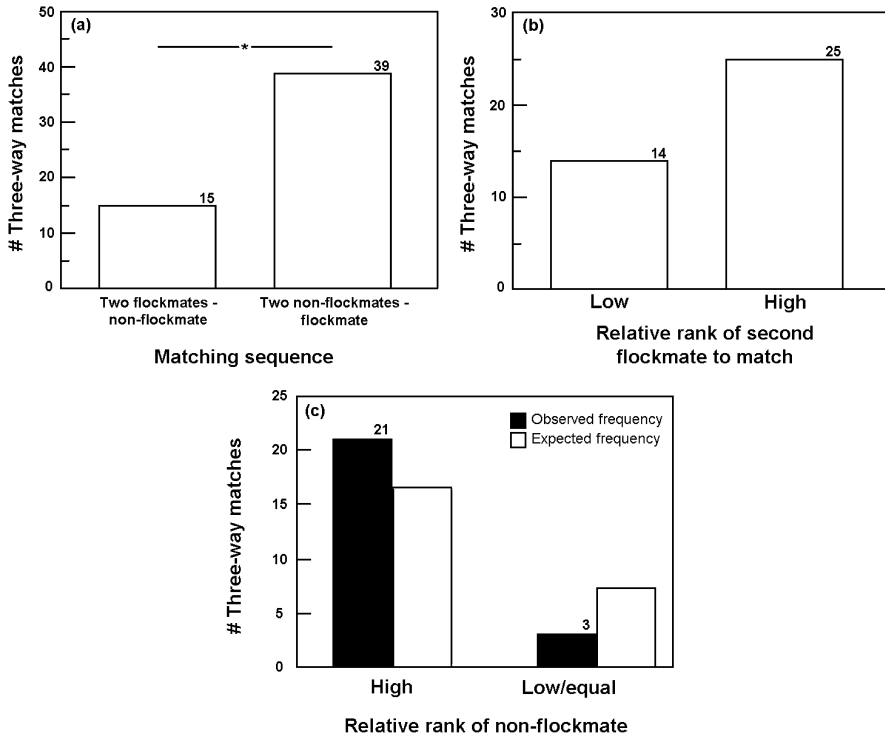 (a)
# Three-way matches
50
40
30
20
10
0
*
15
39
Two flockmates -
non-flockmate
Two non-flockmates -
flockmate
Matching sequence
(b)
# Three-way matches
30
20
10
0
14
25
Low
High
Relative rank of second
flockmate to match
(c)
# Three-way matches
25
20
15
10
5
0
21
3
Observed frequency
Expected frequency
High
Low/equal
Relative rank of non-flockmate